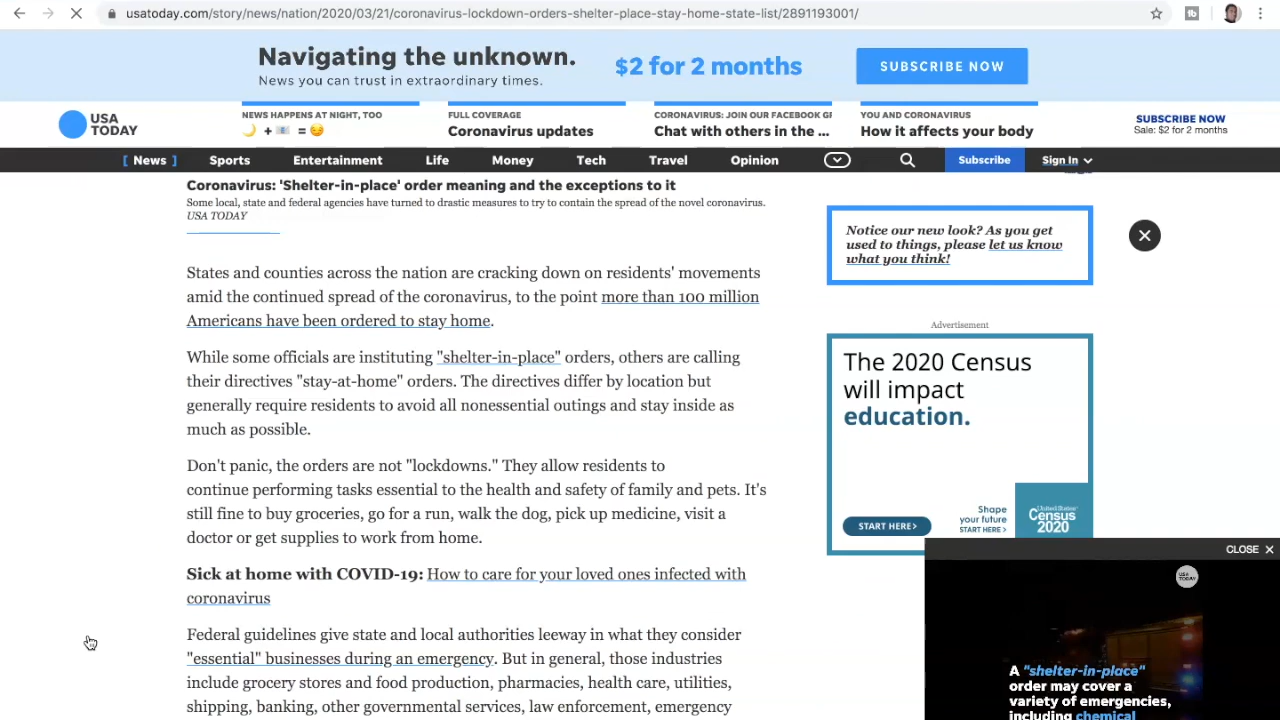 usatoday.com/story/news/nation/2020/03/21/coronavirus-lockdown-orders-shelter-place-stay-home-state-list/2891193001/
tb
Navigating the unknown.
News you can trust in extraordinary times.
$2 for 2 months
SUBSCRIBE NOW
USA
TODAY
NEWS HAPPENS AT NIGHT, TOO
🌙 + 📧 = 😏
FULL COVERAGE
Coronavirus updates
CORONAVIRUS: JOIN OUR FACEBOOK GR
Chat with others in the ...
YOU AND CORONAVIRUS
How it affects your body
SUBSCRIBE NOW
Sale: $2 for 2 months
[ News ] Sports Entertainment Life Money Tech Travel Opinion Subscribe Sign In
Coronavirus: 'Shelter-in-place' order meaning and the exceptions to it
Some local, state and federal agencies have turned to drastic measures to try to contain the spread of the novel coronavirus.
USA TODAY
States and counties across the nation are cracking down on residents' movements
amid the continued spread of the coronavirus, to the point more than 100 million
Americans have been ordered to stay home.
While some officials are instituting "shelter-in-place" orders, others are calling
their directives "stay-at-home" orders. The directives differ by location but
generally require residents to avoid all nonessential outings and stay inside as
much as possible.
Don't panic, the orders are not "lockdowns." They allow residents to
continue performing tasks essential to the health and safety of family and pets. It's
still fine to buy groceries, go for a run, walk the dog, pick up medicine, visit a
doctor or get supplies to work from home.
Sick at home with COVID-19: How to care for your loved ones infected with
coronavirus
Federal guidelines give state and local authorities leeway in what they consider
"essential" businesses during an emergency. But in general, those industries
include grocery stores and food production, pharmacies, health care, utilities,
shipping, banking, other governmental services, law enforcement, emergency
Notice our new look? As you get
used to things, please let us know
what you think!
Advertisement
The 2020 Census
will impact
education.
START HERE>
Shape
your future
START HERE >
United States
Census
2020
CLOSE ×
USA
TODAY
A "shelter-in-place"
order may cover a
variety of emergencies,
including chemical